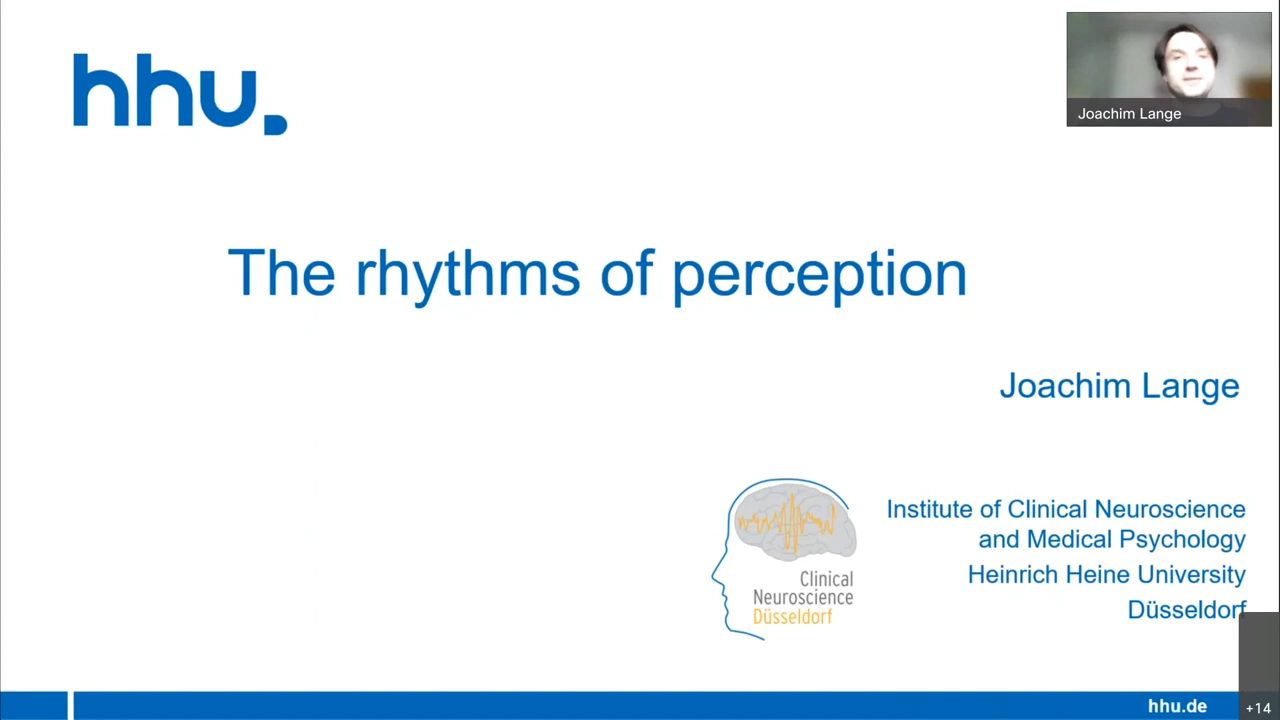 hhu.
Joachim Lange
The rhythms of perception
Joachim Lange
Institute of Clinical Neuroscience
and Medical Psychology
Heinrich Heine University
Düsseldorf
Clinical
Neuroscience
Düsseldorf
hhu.de
+14